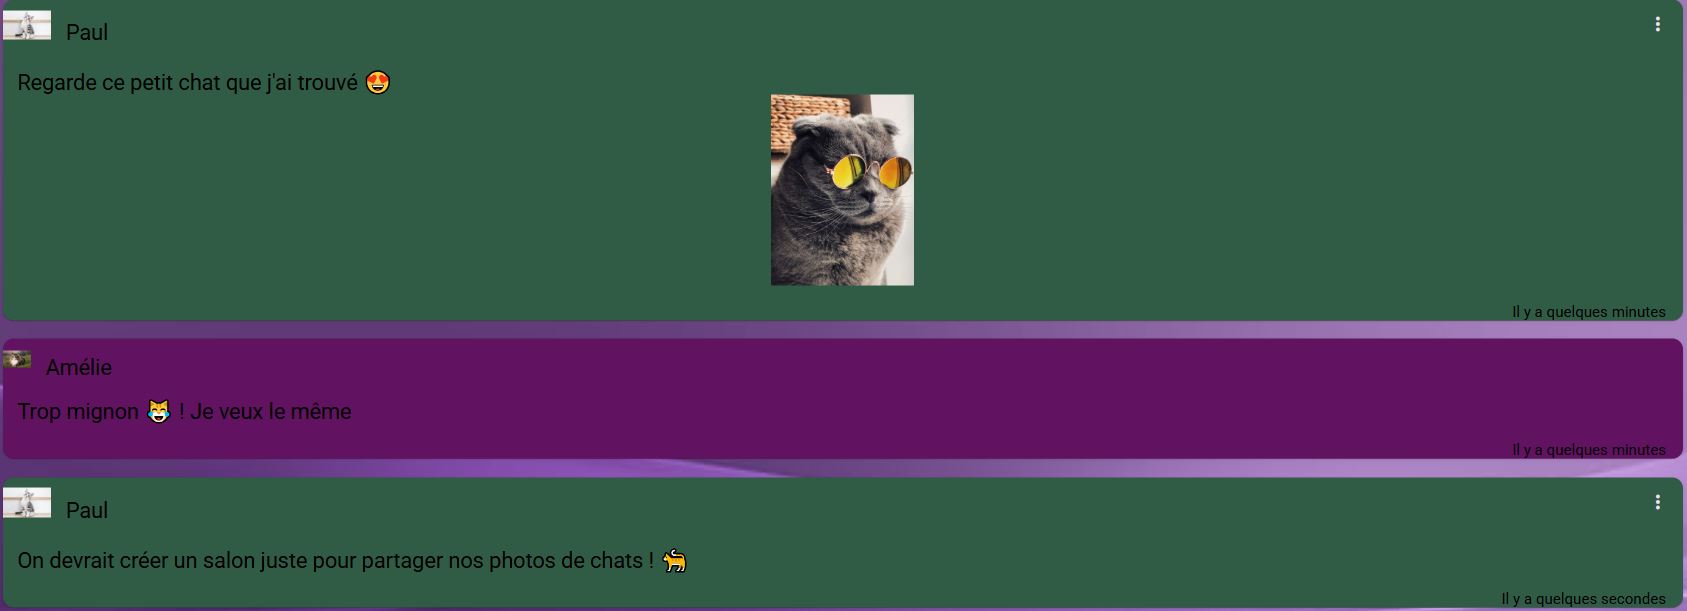 Paul
Regarde ce petit chat que j'ai trouvé 😍
Il y a quelques minutes
Amélie
Trop mignon 😹 ! Je veux le même
Il y a quelques minutes
Paul
On devrait créer un salon juste pour partager nos photos de chats ! 🐈
Il y a quelques secondes